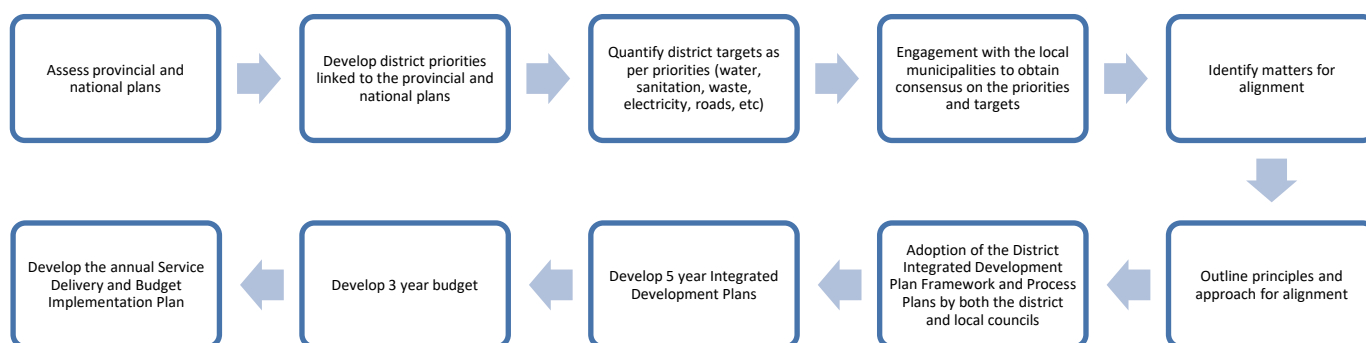 Assess provincial and
national plans
Develop district priorities
linked to the provincial and
national plans
Quantify district targets as
per priorities (water,
sanitation, waste,
electricity, roads, etc)
Engagement with the local
municipalities to obtain
consensus on the priorities
and targets
Identify matters for
alignment
Outline principles and
approach for alignment
Adoption of the District
Integrated Development
Plan Framework and Process
Plans by both the district
and local councils
Develop 5 year Integrated
Development Plans
Develop 3 year budget
Develop the annual Service
Delivery and Budget
Implementation Plan